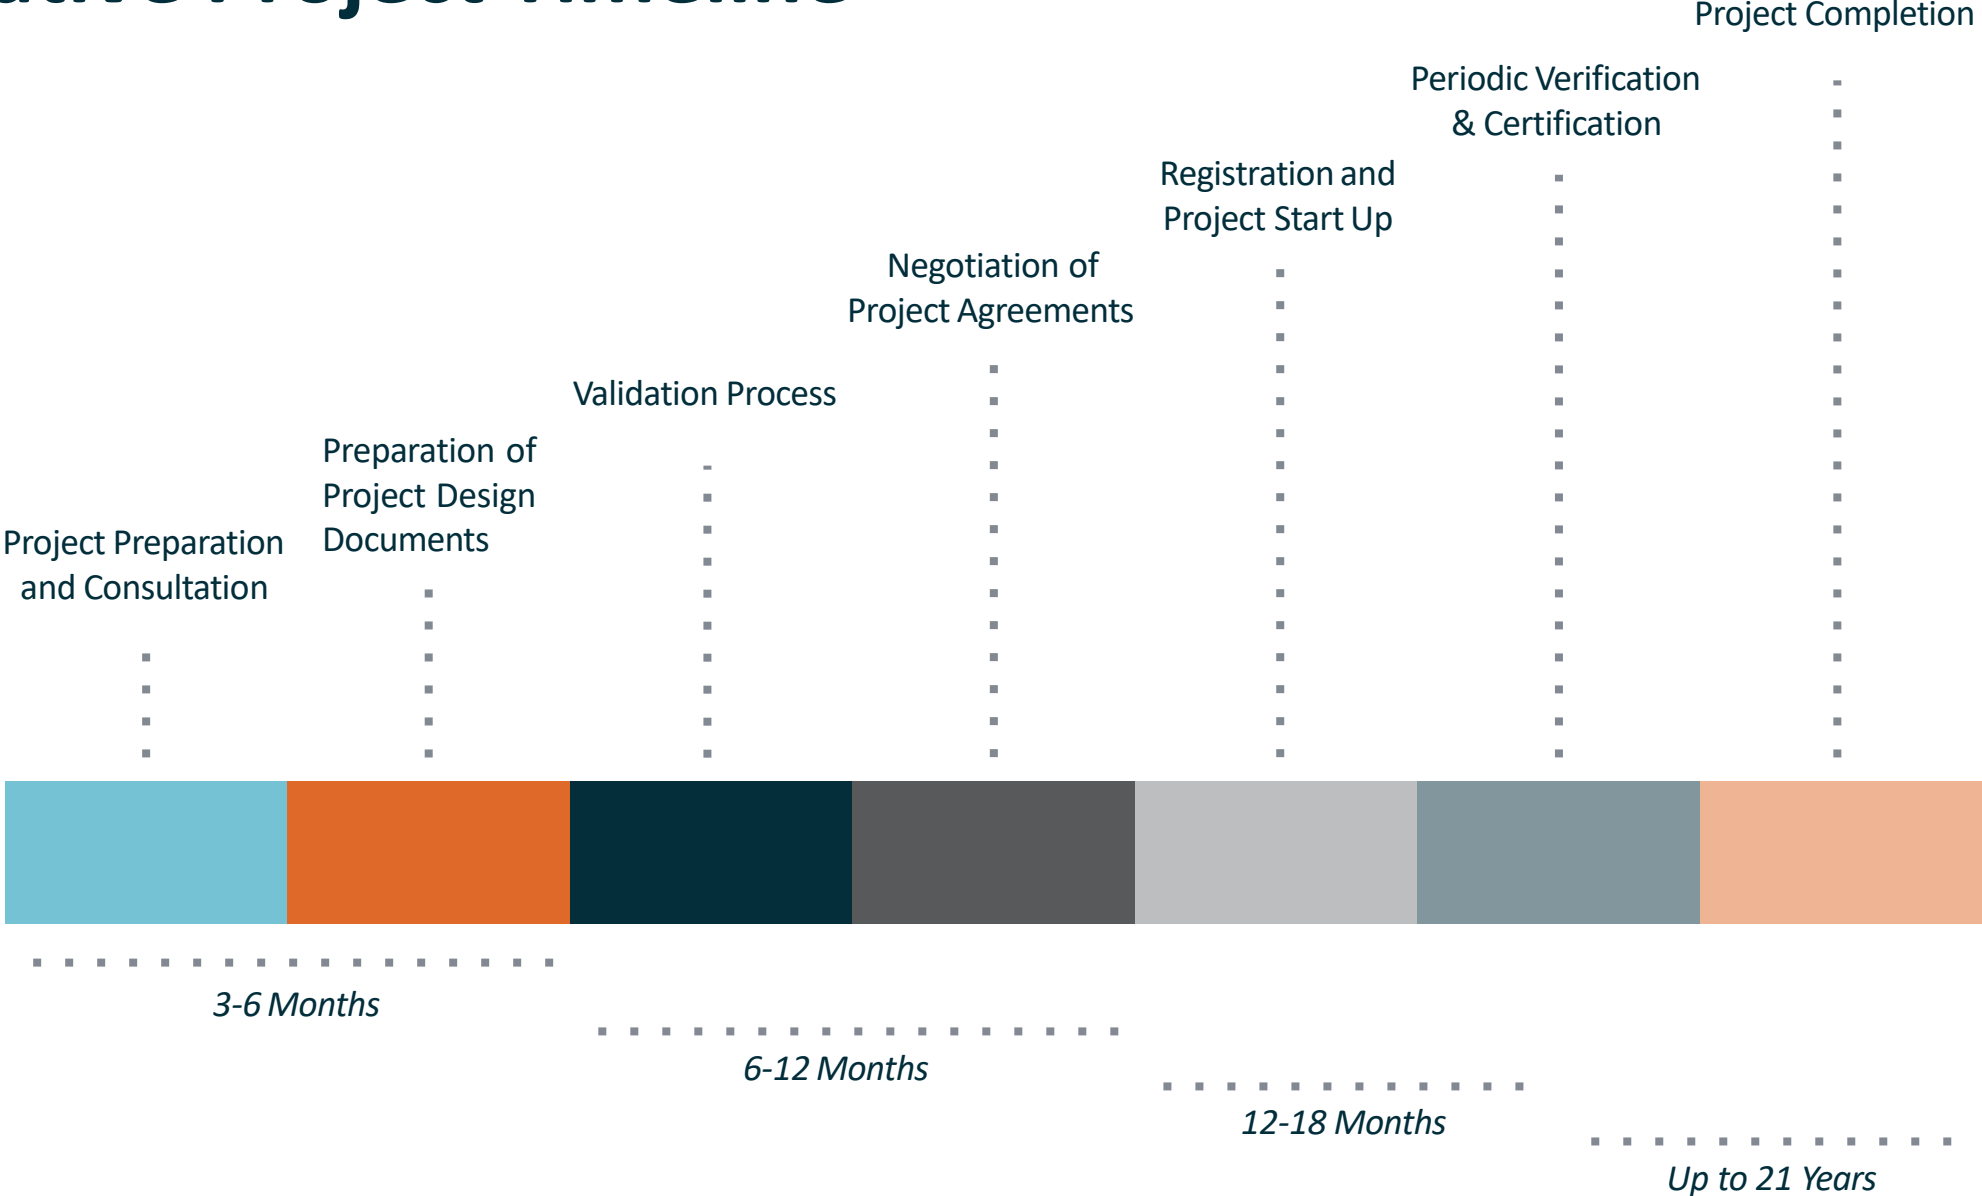 Project Timeline
Project Completion
Periodic Verification
& Certification
Registration and
Project Start Up
Negotiation of
Project Agreements
Validation Process
Preparation of
Project Design
Documents
Project Preparation
and Consultation
3-6 Months
6-12 Months
12-18 Months
Up to 21 Years